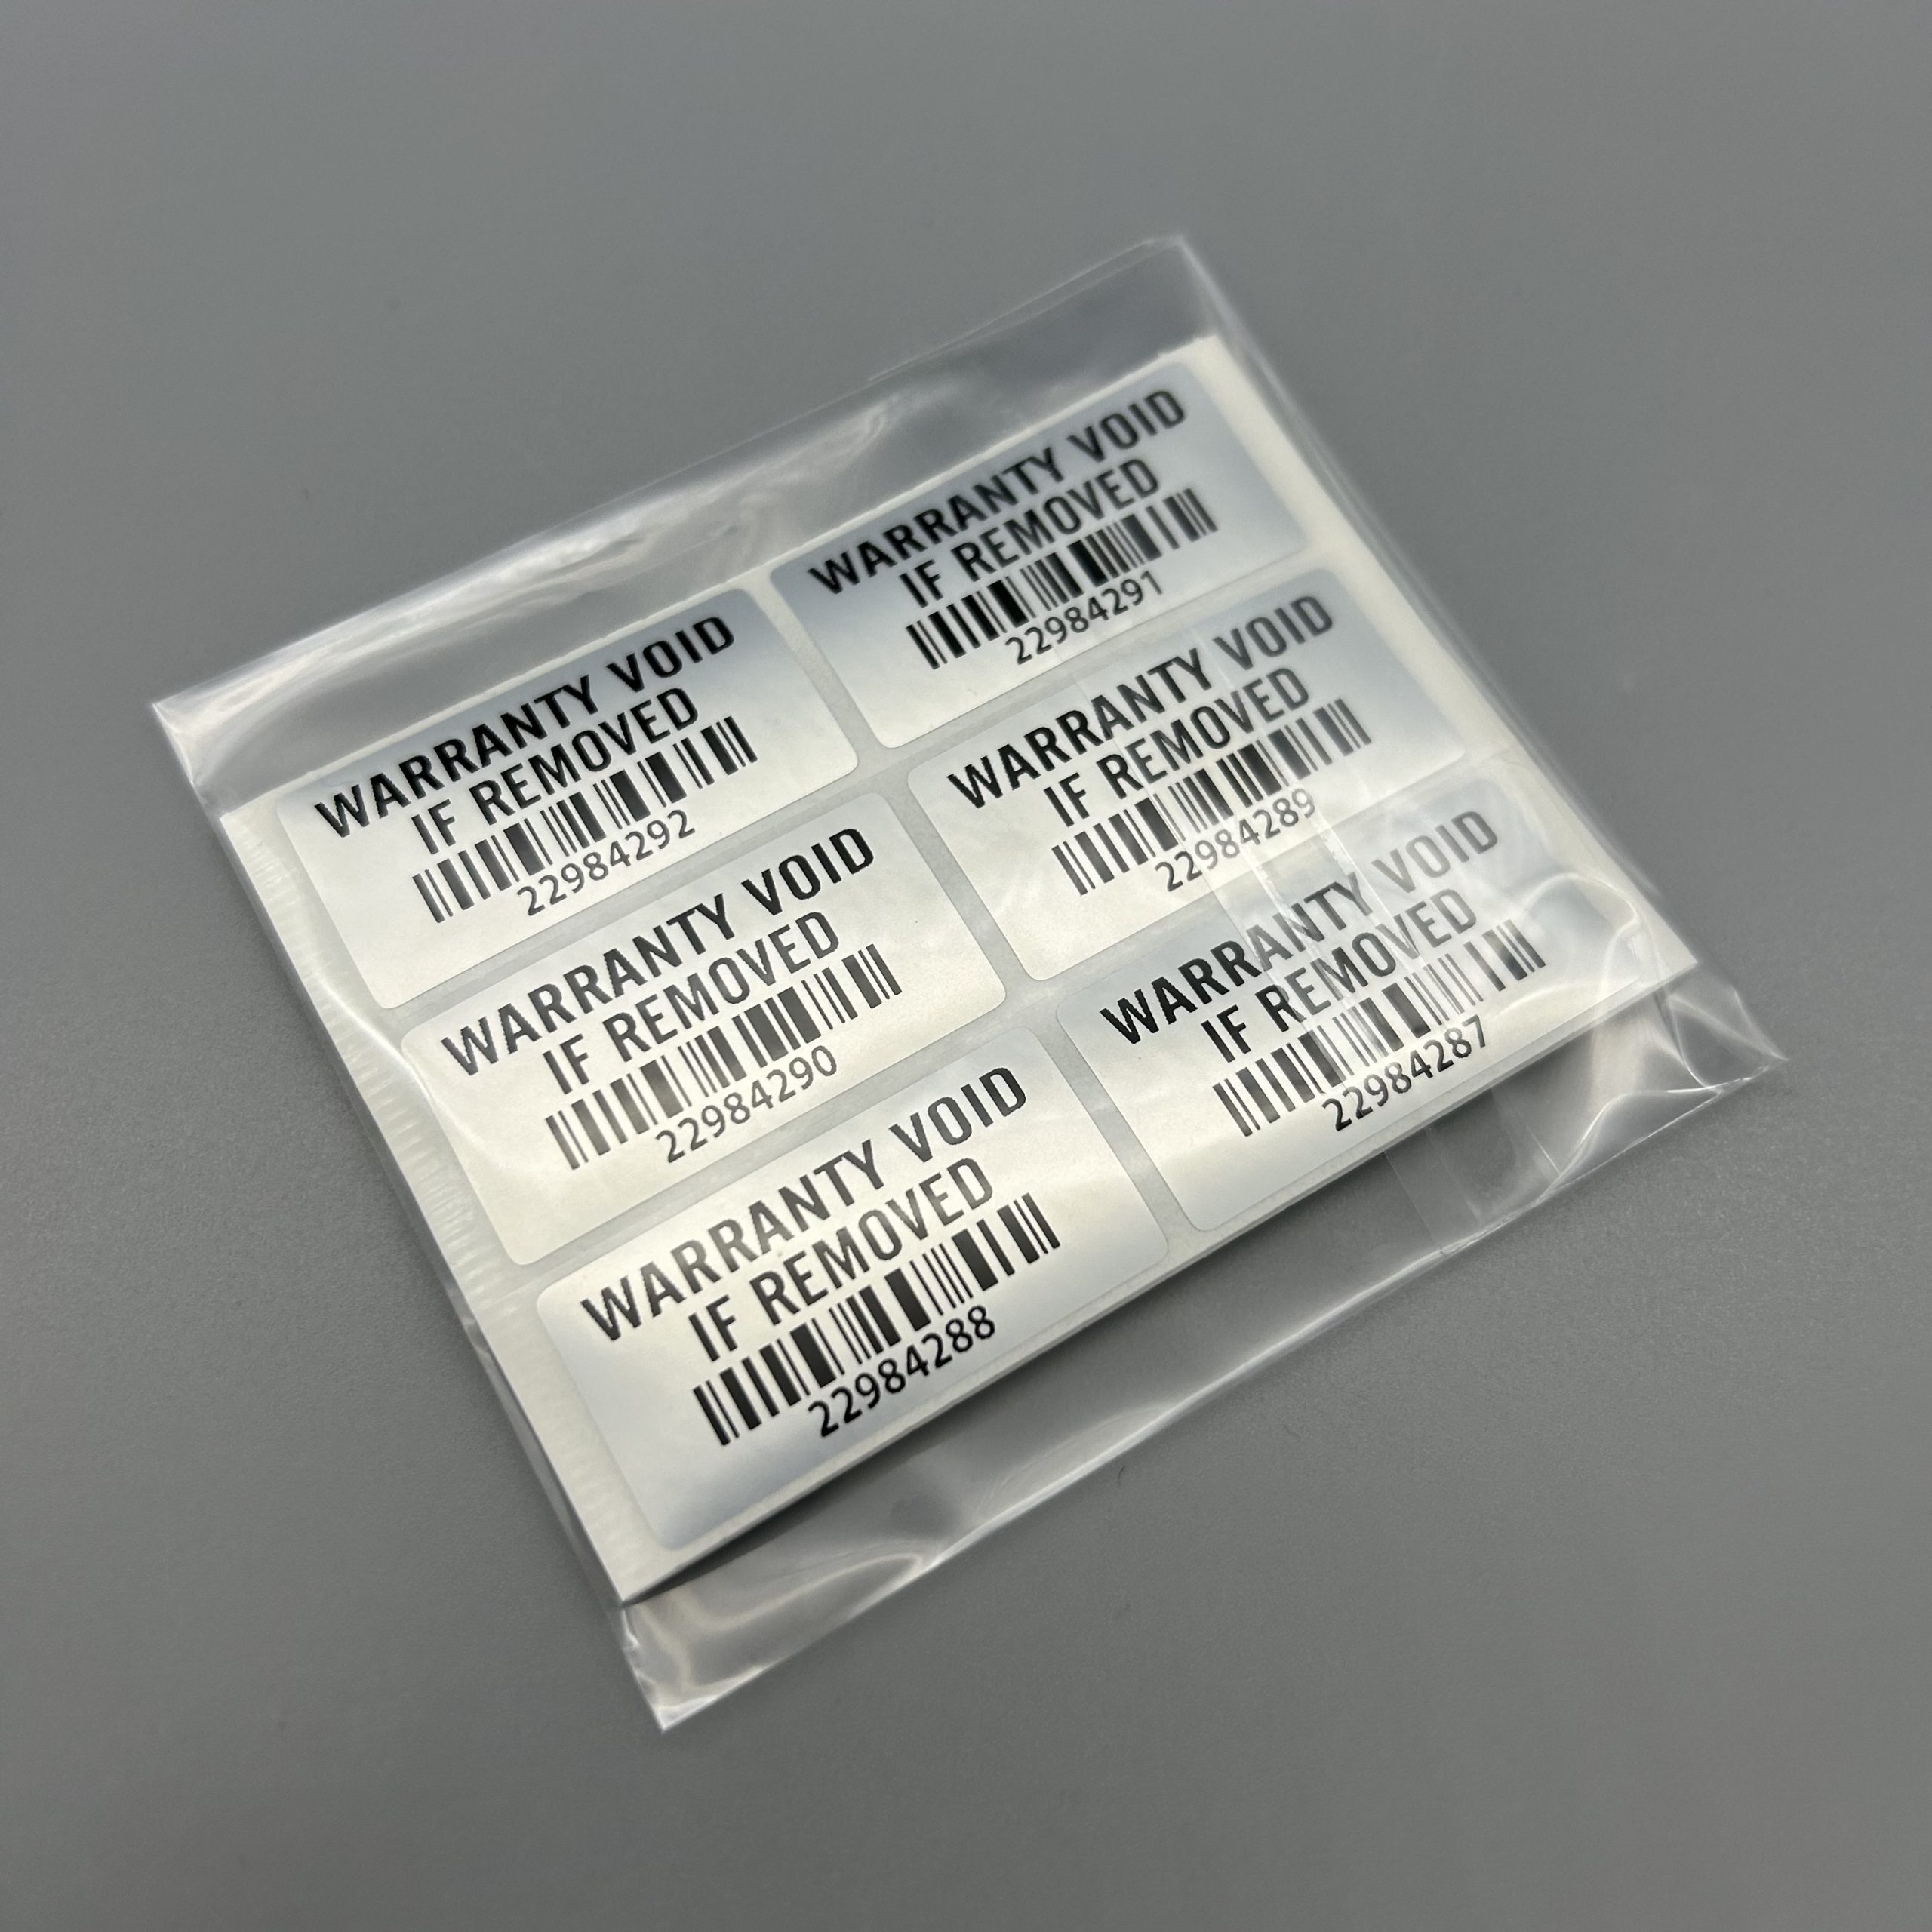 WARRANTY VOID
IF REMOVED
22984292
WARRANTY VOID
IF REMOVED
22984291
WARRANTY VOID
IF REMOVED
22984290
WARRANTY VOID
IF REMOVED
22984289
WARRANTY VOID
IF REMOVED
22984288
WARRANTY VOID
IF REMOVED
22984287